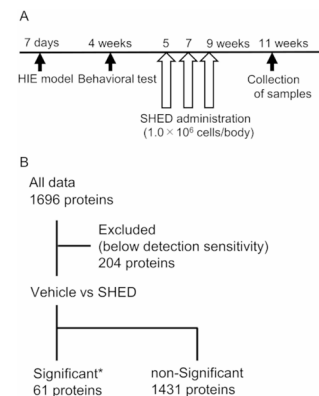 A
7 days 4 weeks 5 7 9 weeks 11 weeks
HIE model Behavioral test Collection
of samples
SHED administration
(1.0 × 10⁶ cells/body)
B
All data
1696 proteins
Excluded
(below detection sensitivity)
204 proteins
Vehicle vs SHED
Significant* non-Significant
61 proteins 1431 proteins